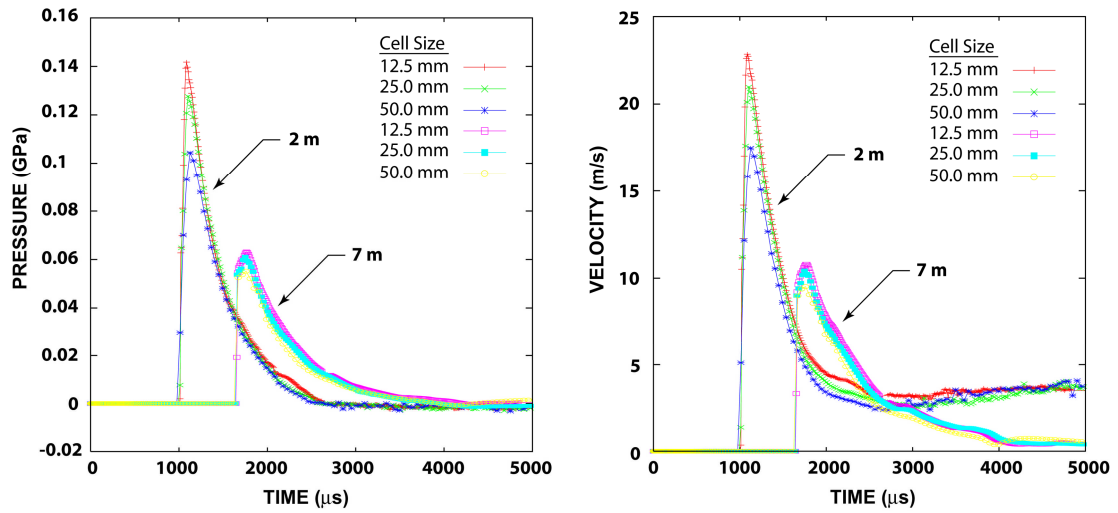 0.16
0.14
0.12
0.1
0.08
0.06
0.04
0.02
0
-0.02
PRESSURE (GPa)
Cell Size
12.5 mm
25.0 mm
50.0 mm
12.5 mm
25.0 mm
50.0 mm
2 m
7 m
0 1000 2000 3000 4000 5000
TIME (μs)
25
20
15
10
5
0
VELOCITY (m/s)
Cell Size
12.5 mm
25.0 mm
50.0 mm
12.5 mm
25.0 mm
50.0 mm
2 m
7 m
0 1000 2000 3000 4000 5000
TIME (μs)